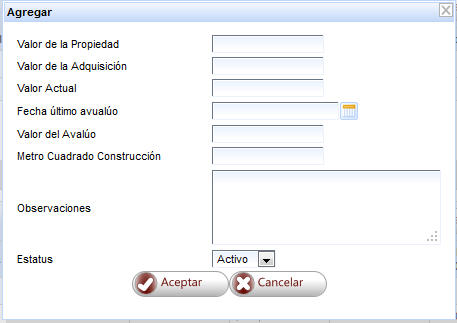 Agregar
Valor de la Propiedad
Valor de la Adquisición
Valor Actual
Fecha último avualúo
Valor del Avalúo
Metro Cuadrado Construcción
Observaciones
Estatus Activo
Aceptar Cancelar